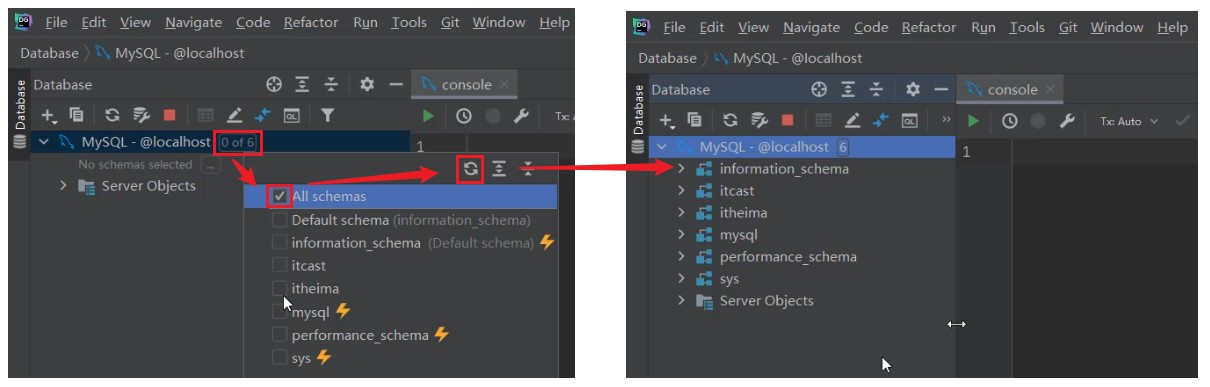 DG File Edit View Navigate Code Refactor Run Tools Git Window Help
Database MySQL - @localhost
Database
Database console
Tx: A
MySQL - @localhost 0 of 6
1
No schemas selected ...
Server Objects
All schemas
Default schema (information_schema)
information_schema (Default schema)
itcast
itheima
mysql
performance_schema
sys
DG File Edit View Navigate Code Refactor Run Tools Git Window Help
Database MySQL - @localhost
Database
Database console
QL Tx: Auto
MySQL - @localhost 6
1
information_schema
itcast
itheima
mysql
performance_schema
sys
Server Objects